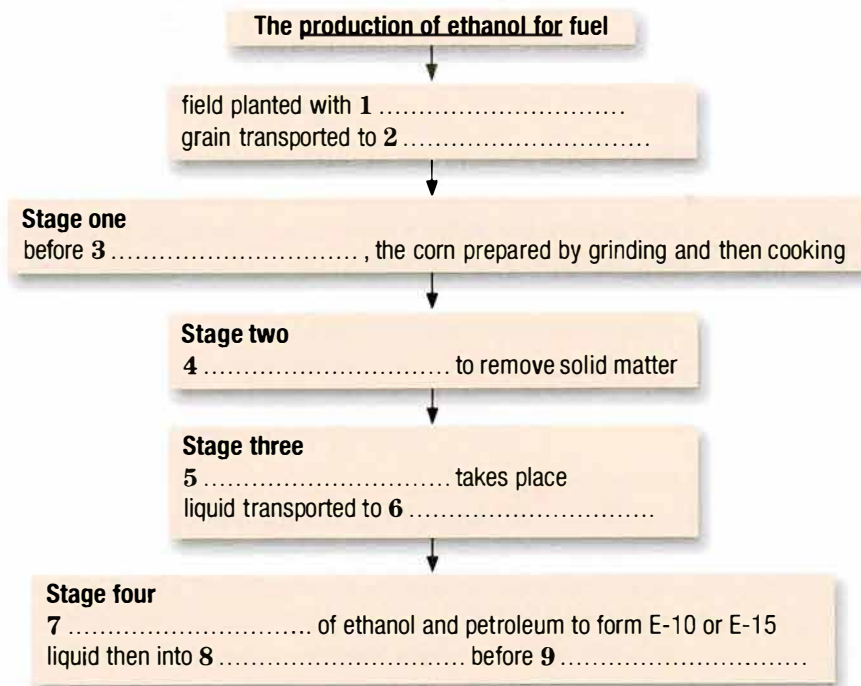 The production of ethanol for fuel
field planted with 1 ..............................
grain transported to 2 ..............................
Stage one
before 3 .............................. , the corn prepared by grinding and then cooking
Stage two
4 .............................. to remove solid matter
Stage three
5 .............................. takes place
liquid transported to 6 ..............................
Stage four
7 .............................. of ethanol and petroleum to form E-10 or E-15
liquid then into 8 .............................. before 9 ..............................